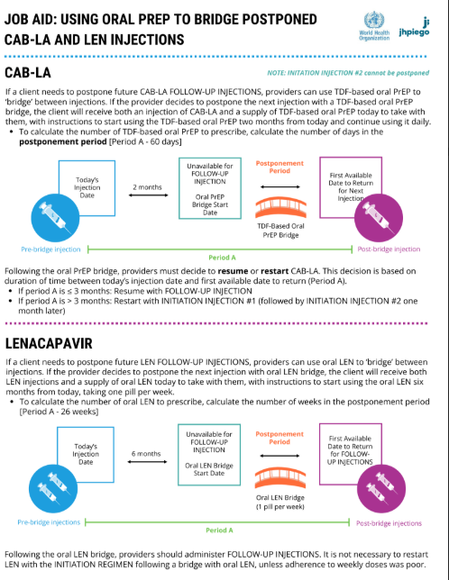 JOB AID: USING ORAL PREP TO BRIDGE POSTPONED
CAB-LA AND LEN INJECTIONS
World Health
Organization
jhpiego
CAB-LA
NOTE: INITATION INJECTION #2 cannot be postponed
If a client needs to postpone future CAB-LA FOLLOW-UP INJECTIONS, providers can use TDF-based oral PrEP to
'bridge' between injections. If the provider decides to postpone the next injection with a TDF-based oral PrEP
bridge, the client will receive both an injection of CAB-LA and a supply of TDF-based oral PrEP today to take with
them, with instructions to start using the TDF-based oral PrEP two months from today and continue using it daily.
• To calculate the number of TDF-based oral PrEP to prescribe, calculate the number of days in the
postponement period [Period A - 60 days]
Today's
Injection
Date
2 months
Unavailable for
FOLLOW-UP
INJECTION
Oral PrEP
Bridge Start
Date
Postponement
Period
TDF-Based Oral
PrEP Bridge
First Available
Date to Return
for Next
Injection
Pre-bridge injection
Period A
Post-bridge injection
Following the oral PrEP bridge, providers must decide to resume or restart CAB-LA. This decision is based on
duration of time between today's injection date and first available date to return (Period A).
• If period A is ≤ 3 months: Resume with FOLLOW-UP INJECTION
• If period A is > 3 months: Restart with INITIATION INJECTION #1 (followed by INITIATION INJECTION #2 one
month later)
LENACAPAVIR
If a client needs to postpone future LEN FOLLOW-UP INJECTIONS, providers can use oral LEN to 'bridge' between
injections. If the provider decides to postpone the next injection with oral LEN bridge, the client will receive both
LEN injections and a supply of oral LEN today to take with them, with instructions to start using the oral LEN six
months from today, taking one pill per week.
• To calculate the number of oral LEN to prescribe, calculate the number of weeks in the postponement period
[Period A - 26 weeks]
Today's
Injection
Date
6 months
Unavailable for
FOLLOW-UP
INJECTION
Oral LEN Bridge
Start Date
Postponement
Period
Oral LEN Bridge
(1 pill per week)
First Available
Date to Return
for FOLLOW-
UP INJECTIONS
Pre-bridge injections
Period A
Post-bridge injections
Following the oral LEN bridge, providers should administer FOLLOW-UP INJECTIONS. It is not necessary to restart
LEN with the INITIATION REGIMEN following a bridge with oral LEN, unless adherence to weekly doses was poor.